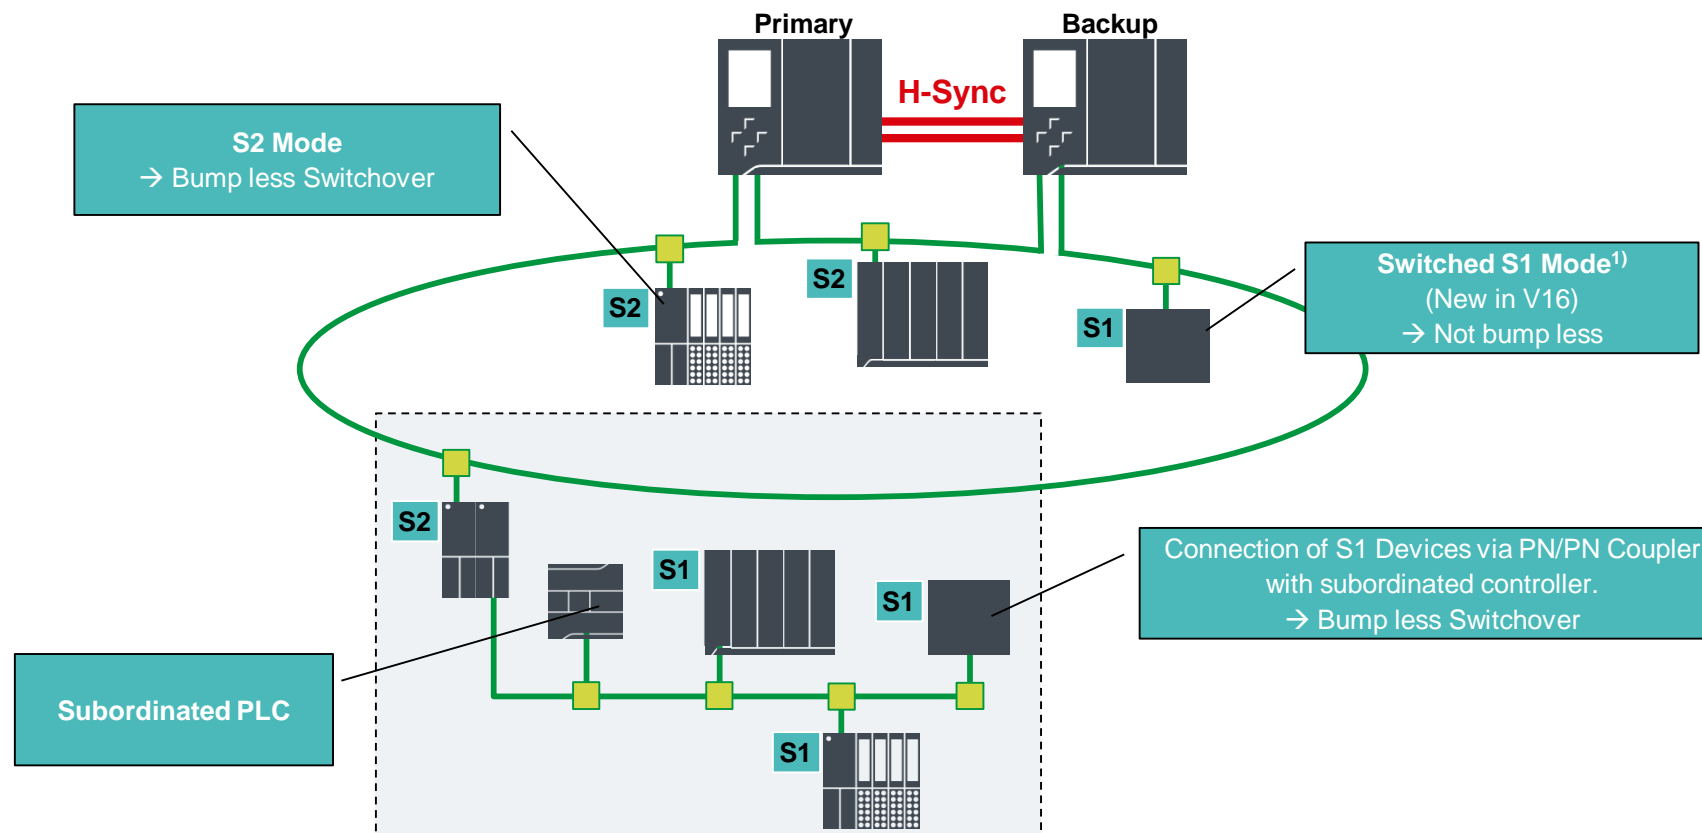 Primary
Backup
H-Sync
S2 Mode
→ Bump less Switchover
S2
S2
S1
Switched S1 Mode1)
(New in V16)
→ Not bump less
S2
S1
S1
Connection of S1 Devices via PN/PN Coupler
with subordinated controller.
→ Bump less Switchover
Subordinated PLC
S1